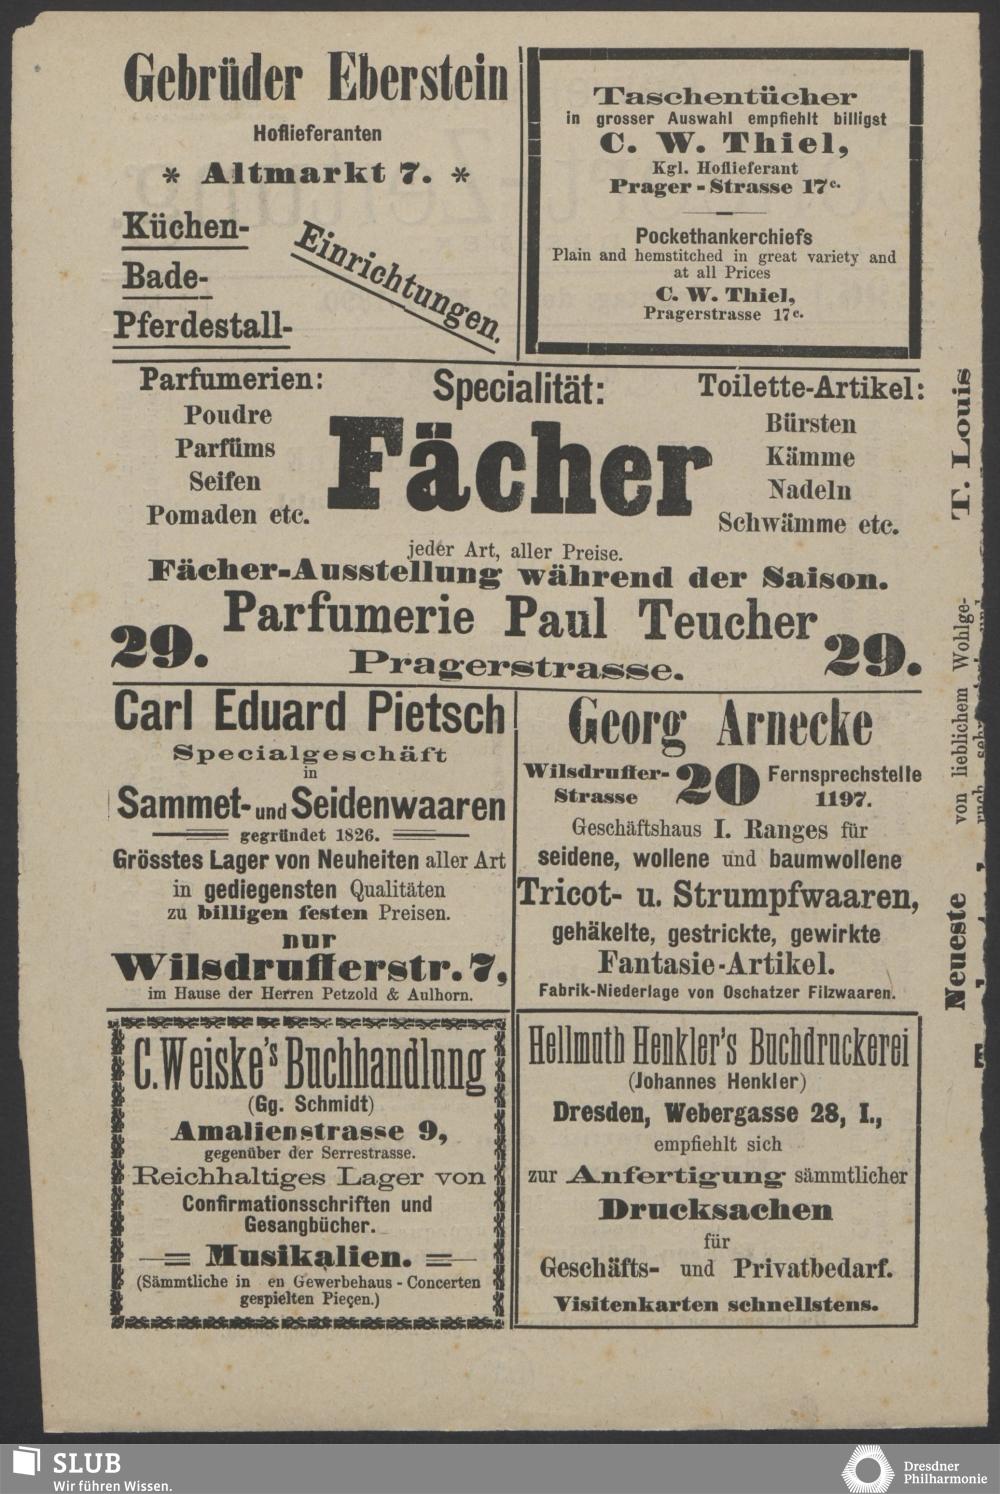 Gebrüder Eberstein
Hoflieferanten
* Altmarkt 7. *
Küchen-
Bade-
Pferdestall-
Einrichtungen.
Taschentücher
in grosser Auswahl empfiehlt billigst
C. W. Thiel,
Kgl. Hoflieferant
Prager-Strasse 17c.
Pockethankerchiefs
Plain and hemstitched in great variety and
at all Prices
C. W. Thiel,
Pragerstrasse 17c.
Parfumerien:
Poudre
Parfüms
Seifen
Pomaden etc.
Specialität:
Fächer
Toilette-Artikel:
Bürsten
Kämme
Nadeln
Schwämme etc.
jeder Art, aller Preise.
Fächer-Ausstellung während der Saison.
29. Parfumerie Paul Teucher 29.
Pragerstrasse.
Carl Eduard Pietsch
Specialgeschäft
in
Sammet- und Seidenwaaren
gegründet 1826.
Grösstes Lager von Neuheiten aller Art
in gediegensten Qualitäten
zu billigen festen Preisen.
nur
Wilsdrufferstr. 7,
im Hause der Herren Petzold & Aulhorn.
Georg Arnecke
Wilsdruffer-
Strasse
20
Fernsprechstelle
1197.
Geschäftshaus I. Ranges für
seidene, wollene und baumwollene
Tricot- u. Strumpfwaaren,
gehäkelte, gestrickte, gewirkte
Fantasie-Artikel.
Fabrik-Niederlage von Oschatzer Filzwaaren.
C. Weiske's Buchhandlung
(Gg. Schmidt)
Amalienstrasse 9,
gegenüber der Serrestrasse.
Reichhaltiges Lager von
Confirmationsschriften und
Gesangbücher.
Musikalien.
(Sämmtliche in en Gewerbehaus-Concerten
gespielten Pieçen.)
Hellmuth Henkler's Buchdruckerei
(Johannes Henkler)
Dresden, Webergasse 28, I.,
empfiehlt sich
zur Anfertigung sämmtlicher
Drucksachen
für
Geschäfts- und Privatbedarf.
Visitenkarten schnellstens.
T. Louis
von lieblichem Wohlge-
Neueste
SLUB
Wir führen Wissen.
Dresdner
Philharmonie